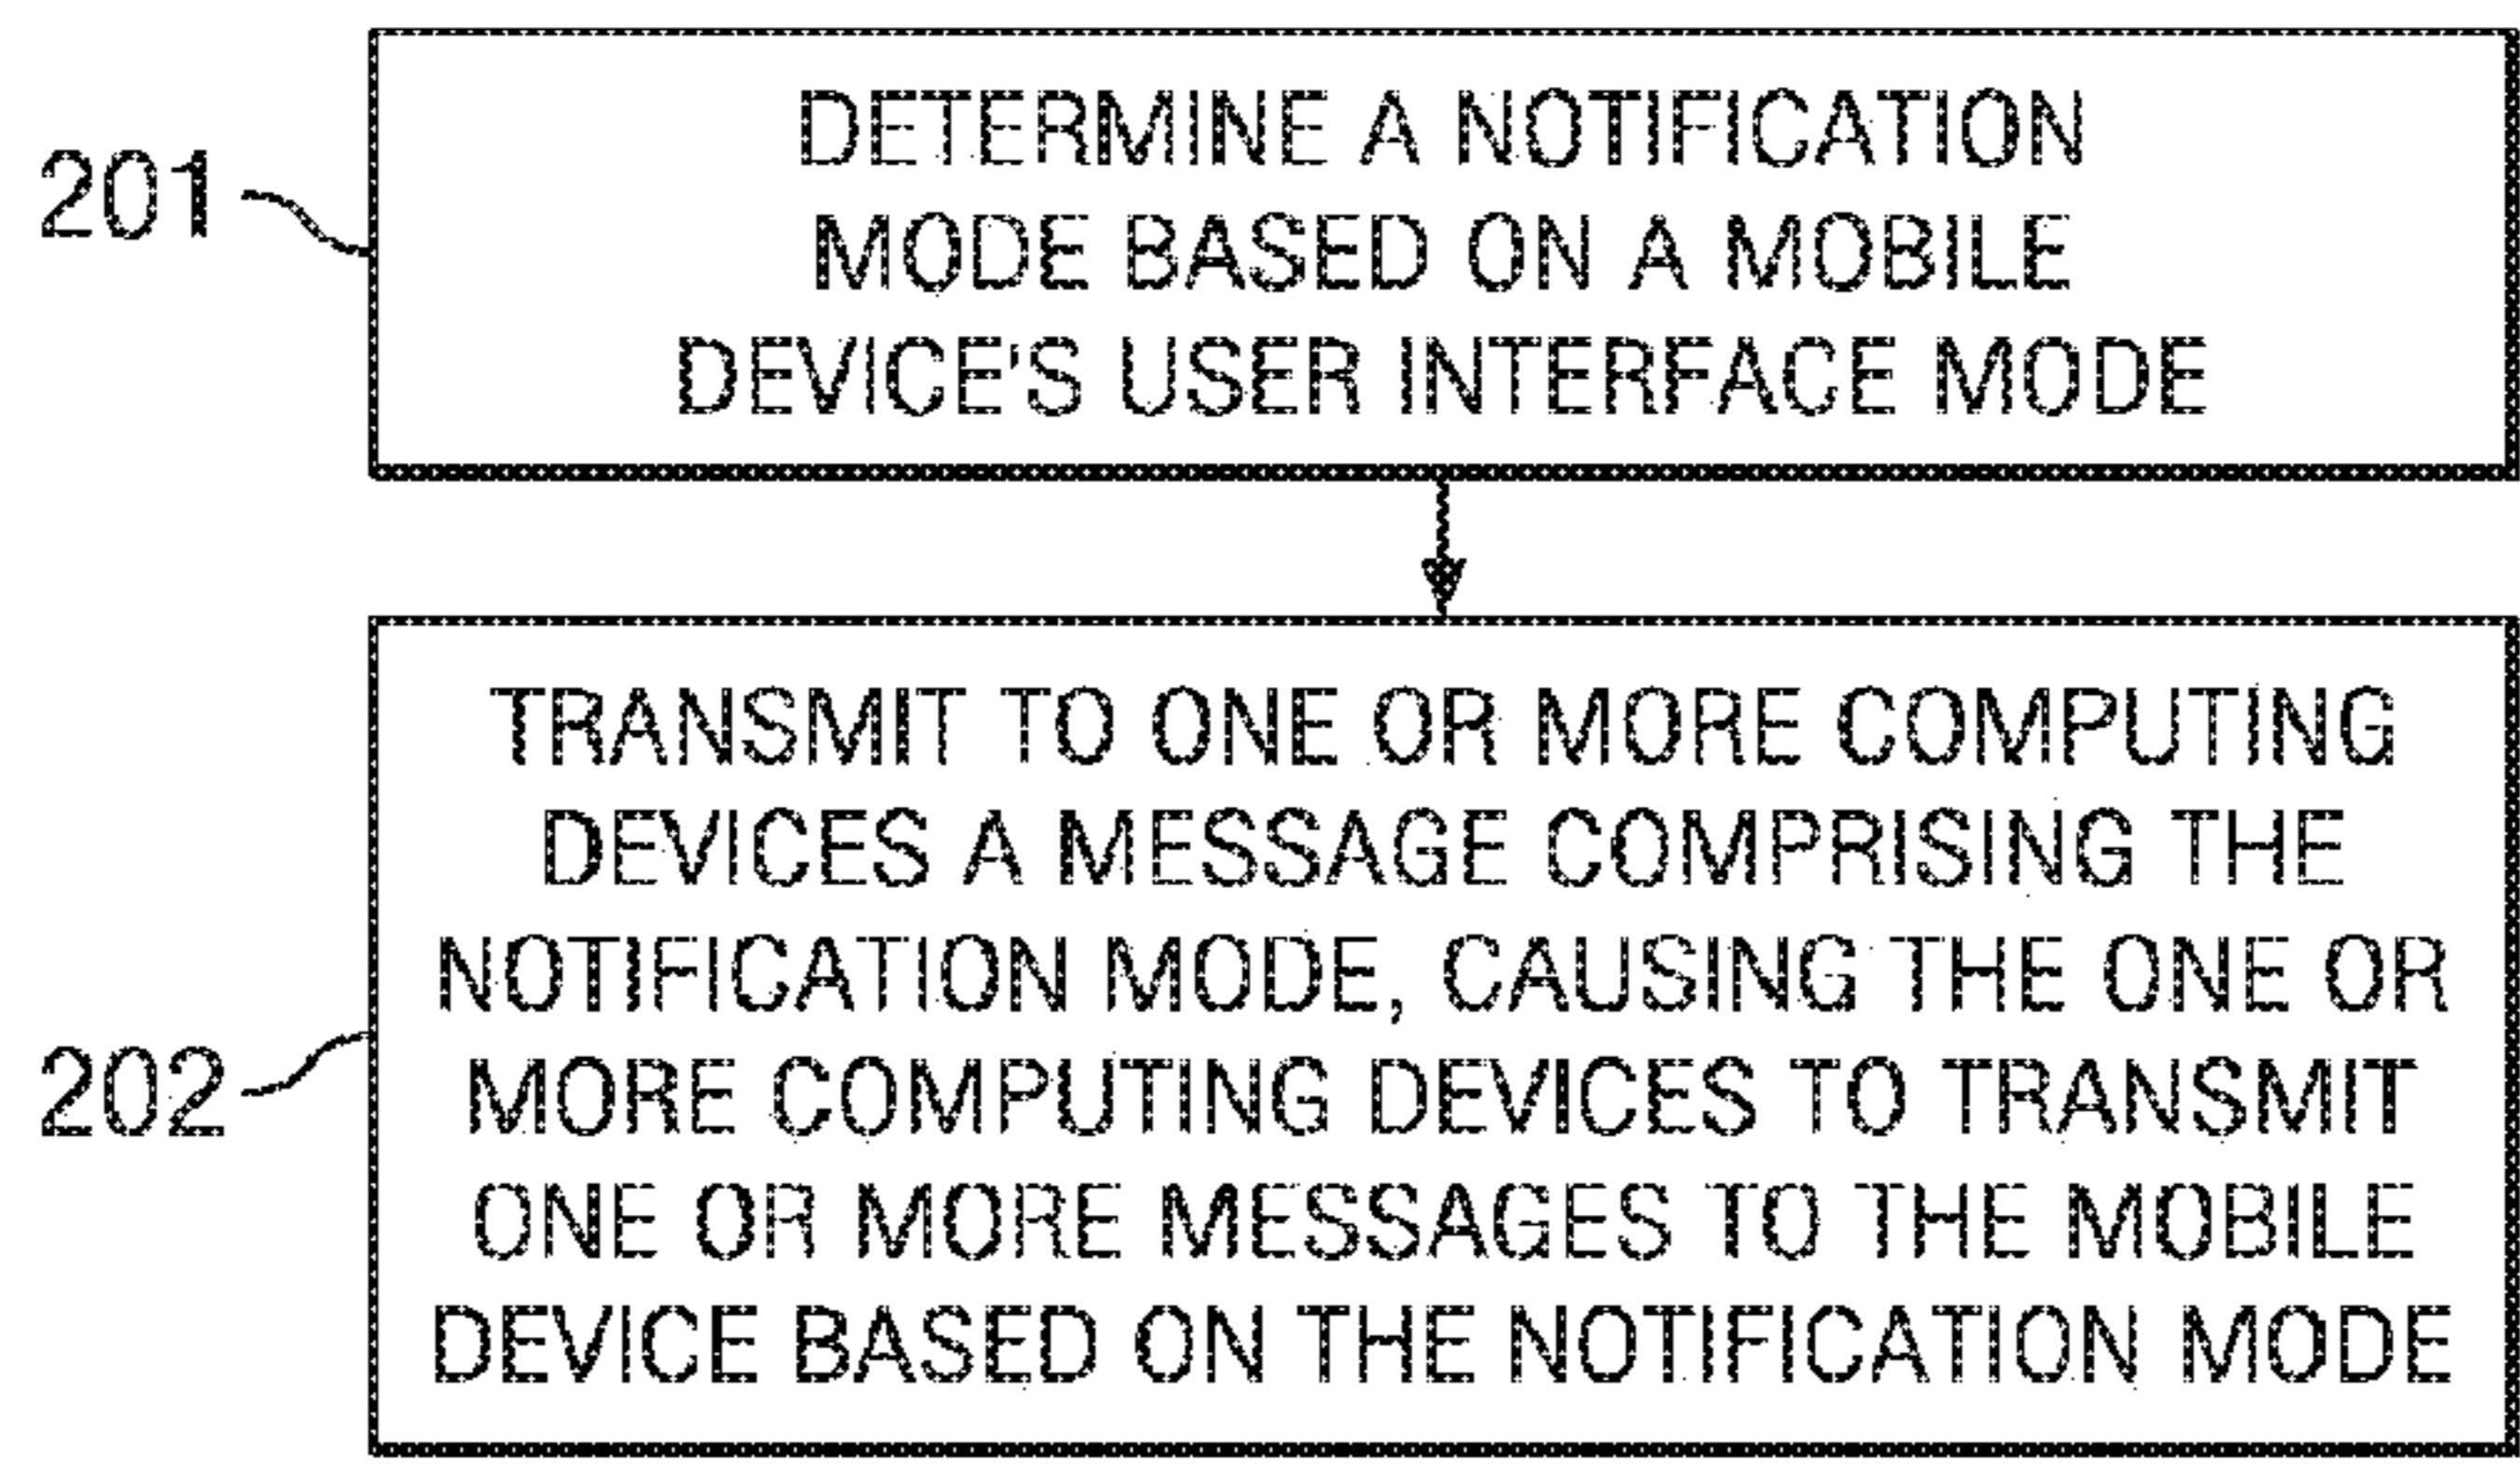 201
DETERMINE A NOTIFICATION
MODE BASED ON A MOBILE
DEVICE'S USER INTERFACE MODE
202
TRANSMIT TO ONE OR MORE COMPUTING
DEVICES A MESSAGE COMPRISING THE
NOTIFICATION MODE, CAUSING THE ONE OR
MORE COMPUTING DEVICES TO TRANSMIT
ONE OR MORE MESSAGES TO THE MOBILE
DEVICE BASED ON THE NOTIFICATION MODE